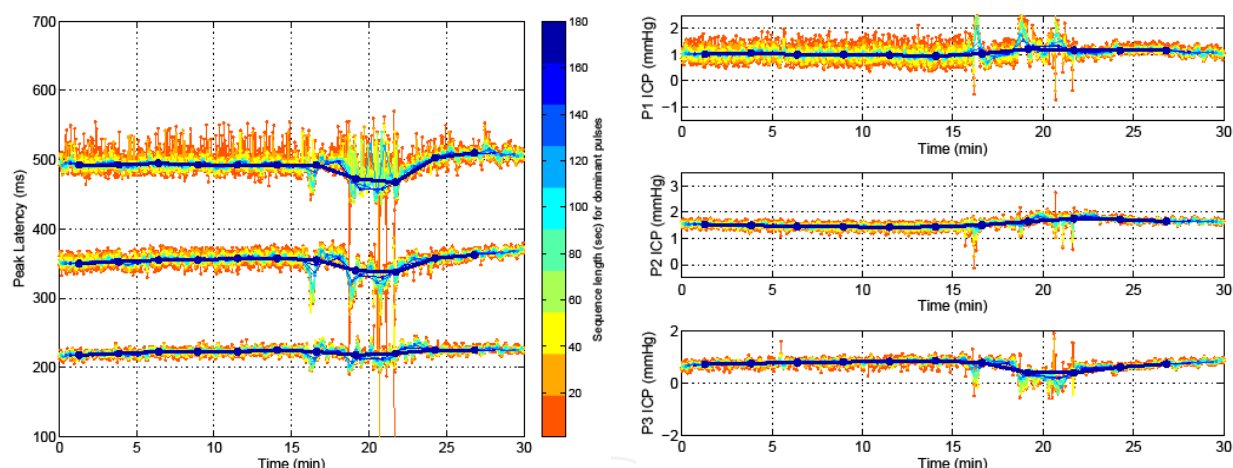 700
600
500
400
300
200
100
0 5 10 15 20 25 30
Peak Latency (ms)
Time (min)
180
160
140
120
100
80
60
40
20
Sequence length (sec) for dominant pulses
2
1
0
−1
0 5 10 15 20 25 30
P1 ICP (mmHg)
Time (min)
3
2
1
0
0 5 10 15 20 25 30
P2 ICP (mmHg)
Time (min)
2
0
−2
0 5 10 15 20 25 30
P3 ICP (mmHg)
Time (min)